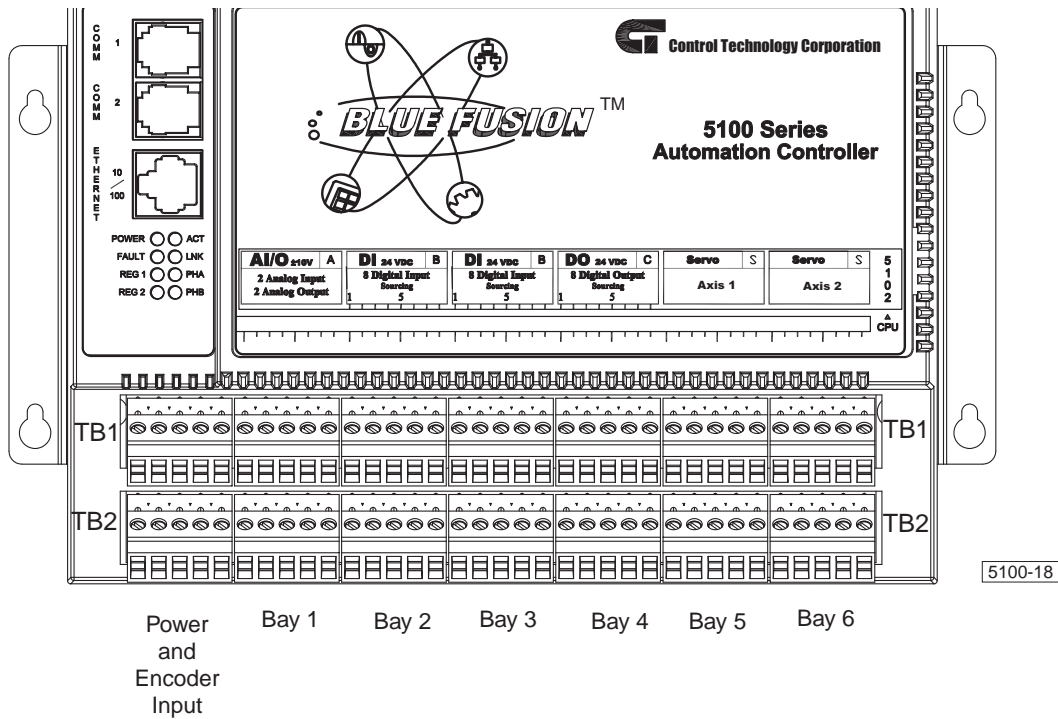 COMM 1
Control Technology Corporation
COMM 2
BLUE FUSION TM
5100 Series
Automation Controller
ETHERNET 10/100
POWER ACT
FAULT LNK
REG 1 PHA
REG 2 PHB
AI/O ±10V A
2 Analog Input
2 Analog Output
DI 24 VDC B
8 Digital Input
Sourcing
1 5
DI 24 VDC B
8 Digital Input
Sourcing
1 5
DO 24 VDC C
8 Digital Output
Sourcing
1 5
Servo S
Axis 1
Servo S
Axis 2
5102
CPU
TB1 TB1
TB2 TB2
5100-18
Power
and
Encoder
Input
Bay 1 Bay 2 Bay 3 Bay 4 Bay 5 Bay 6